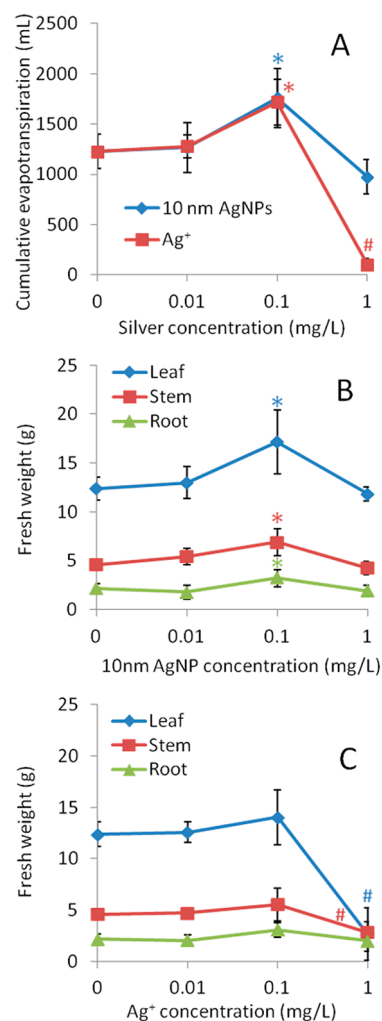 A
Cumulative evapotranspiration (mL)
2500
2000
1500
1000
500
0
*
*
#
10 nm AgNPs
Ag⁺
0 0.01 0.1 1
Silver concentration (mg/L)
B
Fresh weight (g)
25
20
15
10
5
0
Leaf
Stem
Root
*
*
*
0 0.01 0.1 1
10nm AgNP concentration (mg/L)
C
Fresh weight (g)
25
20
15
10
5
0
Leaf
Stem
Root
# #
0 0.01 0.1 1
Ag⁺ concentration (mg/L)